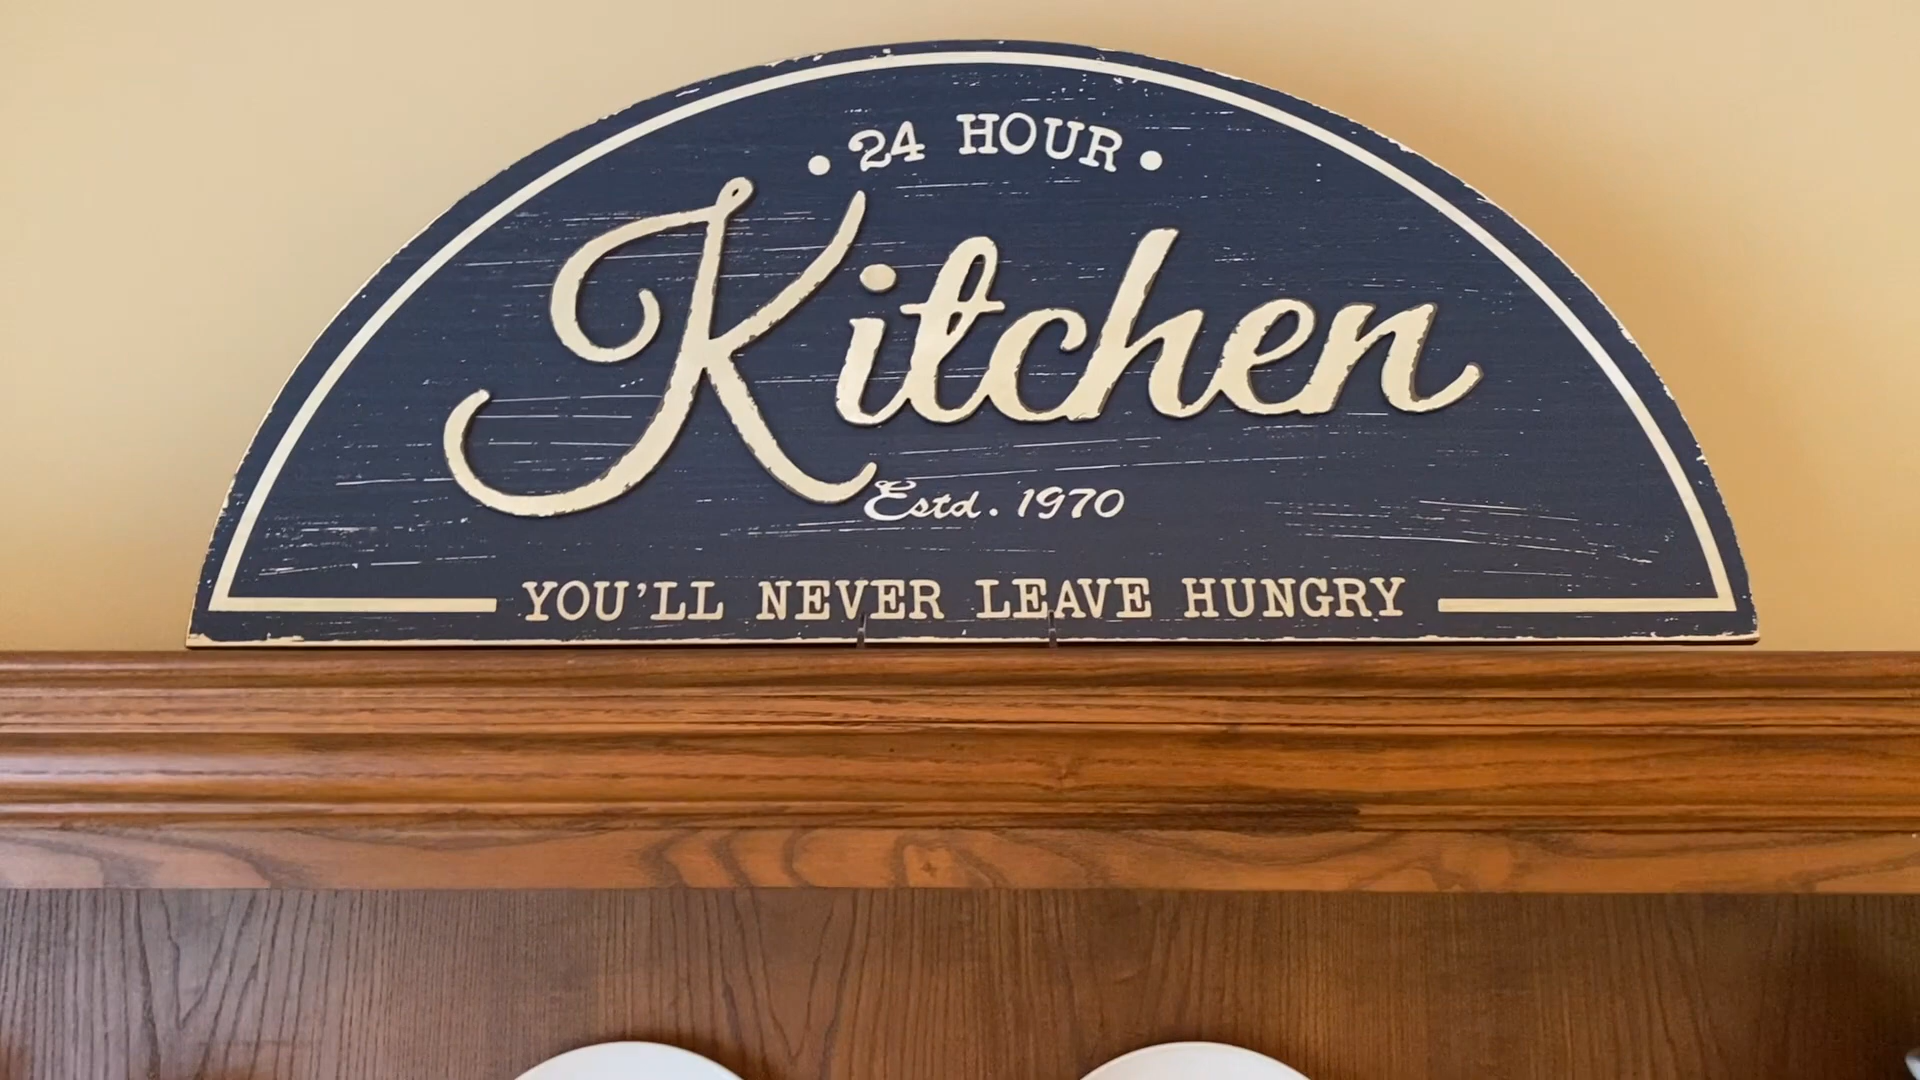 • 24 HOUR •
Kitchen
Estd. 1970
YOU'LL NEVER LEAVE HUNGRY